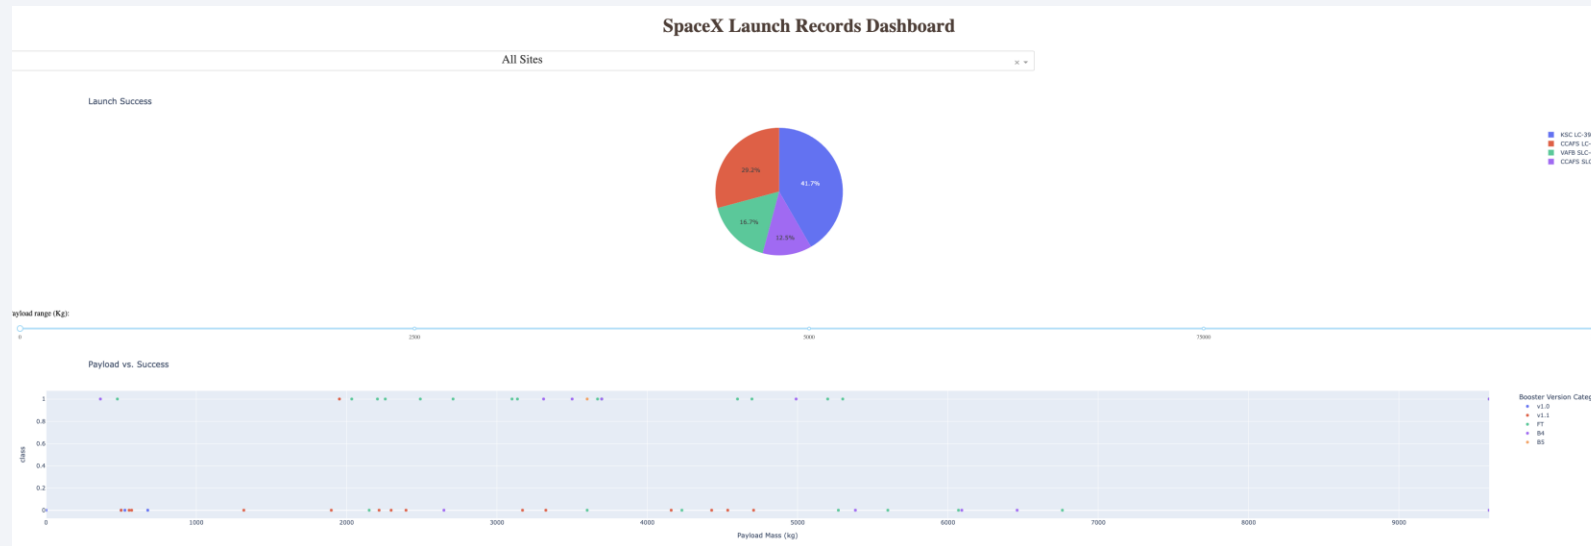 SpaceX Launch Records Dashboard
All Sites
× 
Launch Success
KSC LC-39
CCAFS LC-
VAFB SLC-
CCAFS SLC
29.2%
41.7%
16.7%
12.5%
ayload range (Kg):
0 2500 5000 75000
Payload vs. Success
1
0.8
0.6
0.4
0.2
0
class
0 1000 2000 3000 4000 5000 6000 7000 8000 9000
Payload Mass (kg)
Booster Version Categ
v1.0
v1.1
FT
B4
B5